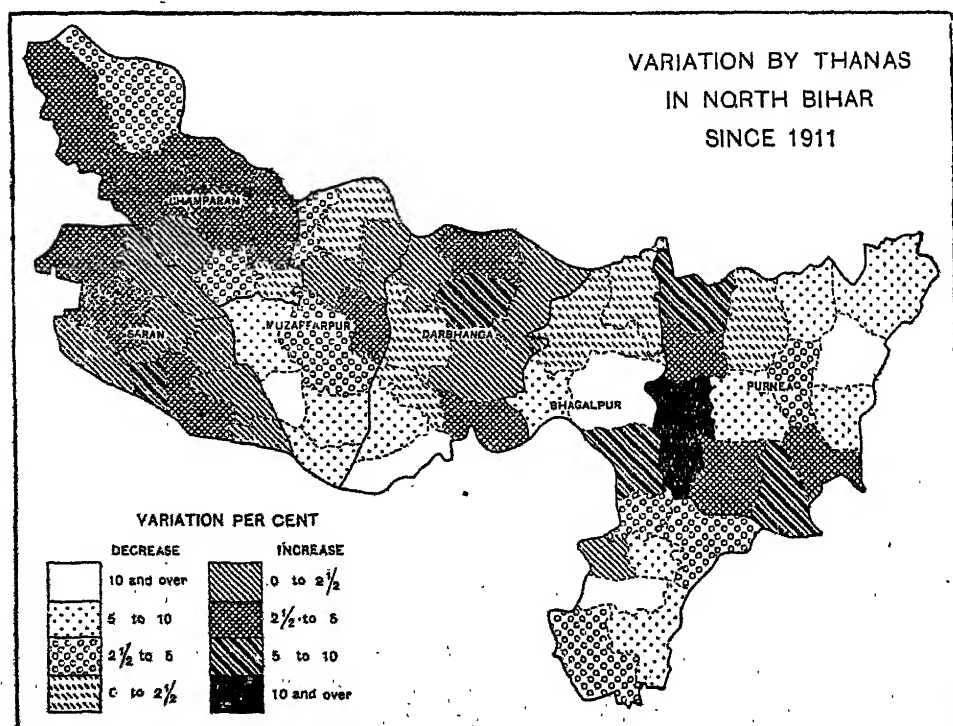 VARIATION BY THANAS
IN NORTH BIHAR
SINCE 1911
CHAMPARAN
SARAN
MUZAFFARPUR
DARBHANGA
BHAGALPUR
PURNEA
VARIATION PER CENT
DECREASE INCREASE
10 and over 0 to 2½
5 to 10 2½ to 5
2½ to 5 5 to 10
0 to 2½ 10 and over